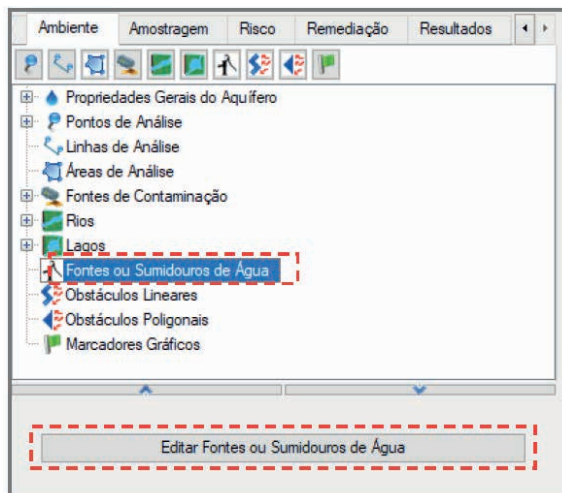 Ambiente Amostragem Risco Remediação Resultados
Propriedades Gerais do Aquífero
Pontos de Análise
Linhas de Análise
Áreas de Análise
Fontes de Contaminação
Rios
Lagos
Fontes ou Sumidouros de Água
Obstáculos Lineares
Obstáculos Poligonais
Marcadores Gráficos
Editar Fontes ou Sumidouros de Água